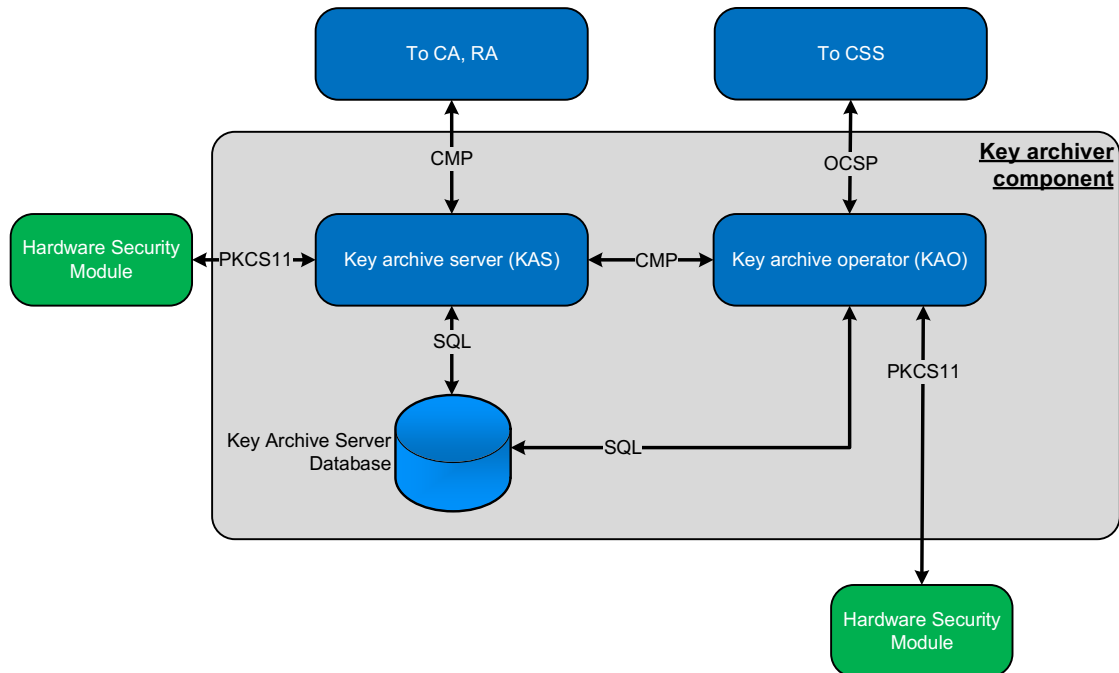 To CA, RA
To CSS
CMP
OCSP
Key archiver
component
Hardware Security
Module
PKCS11
Key archive server (KAS)
CMP
Key archive operator (KAO)
SQL
PKCS11
Key Archive Server
Database
SQL
Hardware Security
Module